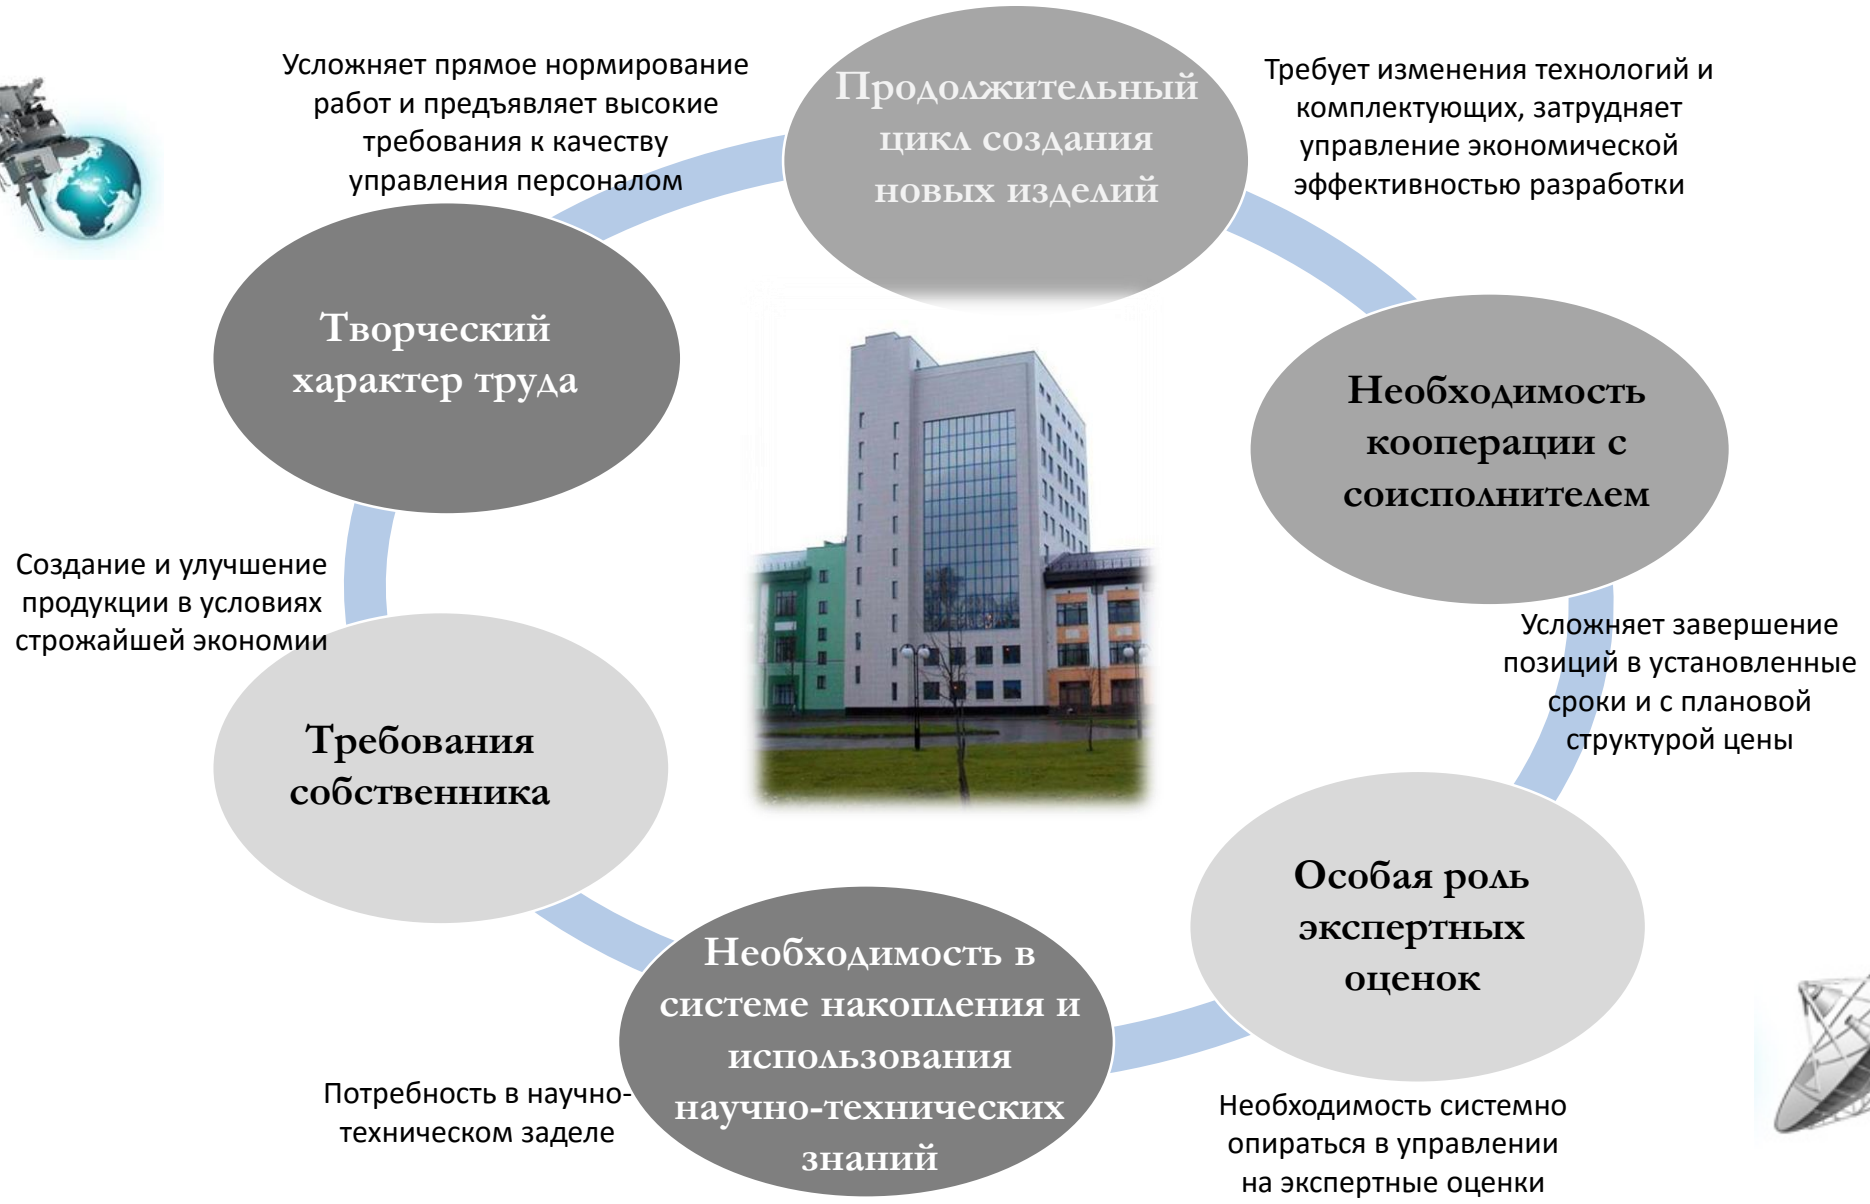 Усложняет прямое нормирование
работ и предъявляет высокие
требования к качеству
управления персоналом
Продолжительный
цикл создания
новых изделий
Требует изменения технологий и
комплектующих, затрудняет
управление экономической
эффективностью разработки
Творческий
характер труда
Необходимость
кооперации с
соисполнителем
Создание и улучшение
продукции в условиях
строжайшей экономии
Усложняет завершение
позиций в установленные
сроки и с плановой
структурой цены
Требования
собственника
Особая роль
экспертных
оценок
Необходимость в
системе накопления и
использования
научно-технических
знаний
Потребность в научно-
техническом заделе
Необходимость системно
опираться в управлении
на экспертные оценки